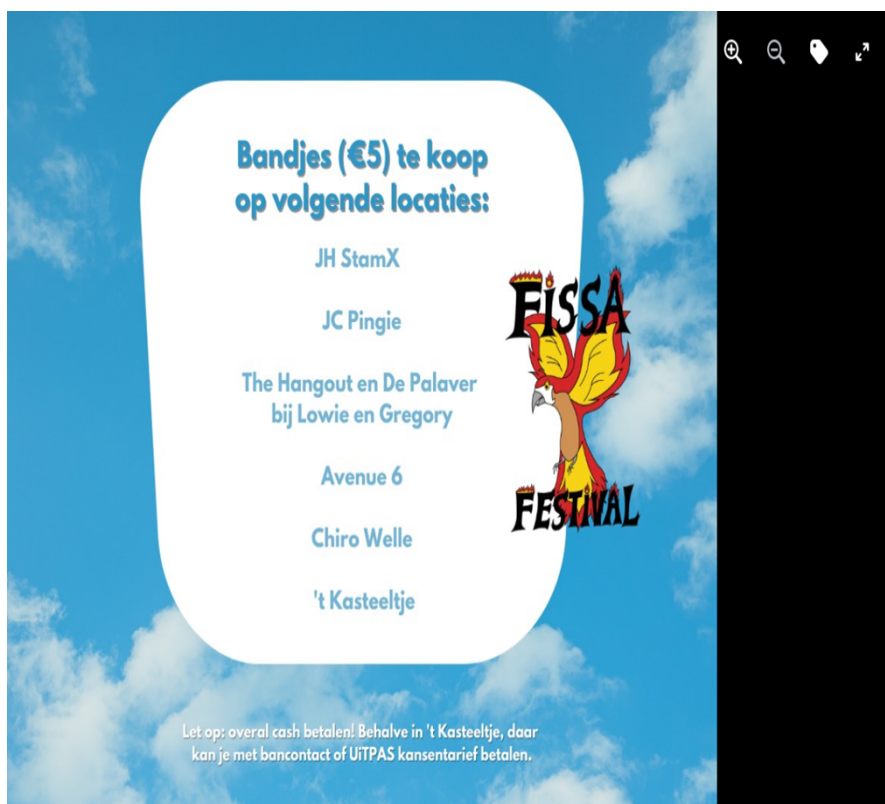 Bandjes (€5) te koop
op volgende locaties:
JH StamX
JC Pingie
The Hangout en De Palaver
bij Lowie en Gregory
Avenue 6
Chiro Welle
't Kasteeltje
FiSSA
FESTiVAL
Let op: overal cash betalen! Behalve in 't Kasteeltje, daar
kan je met bancontact of UiTPAS kansentarief betalen.